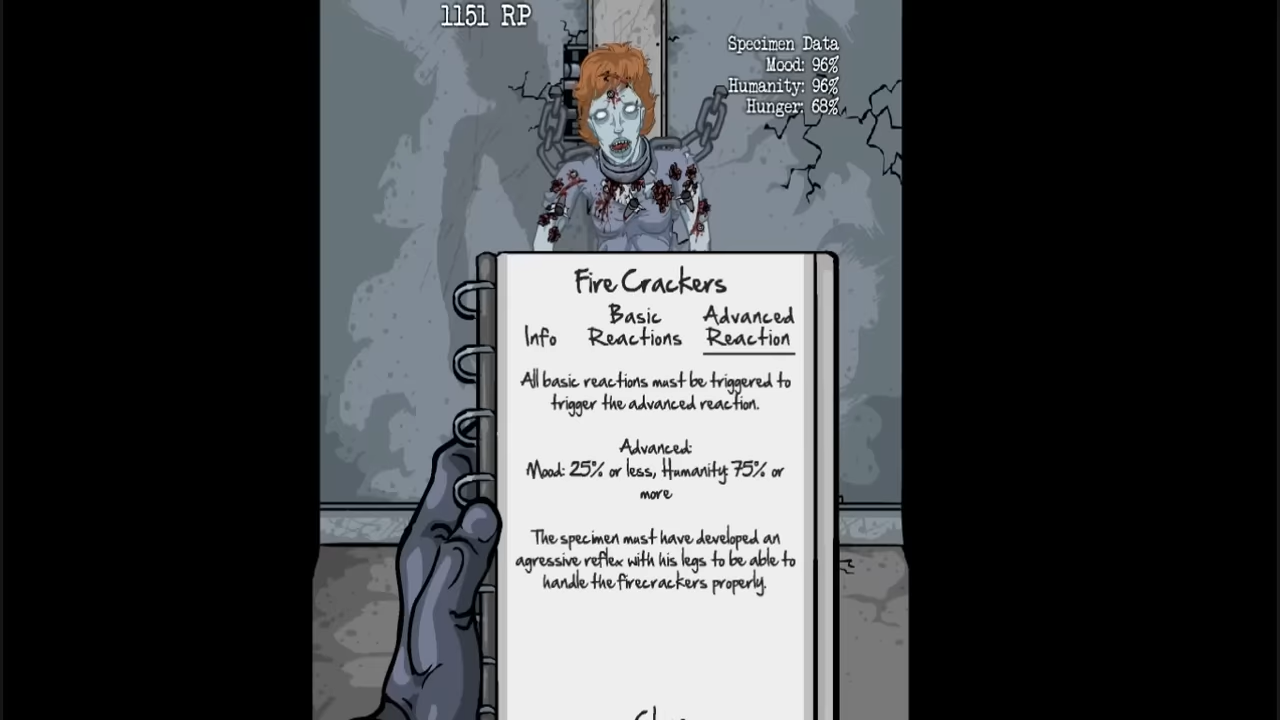 1151 RP
Specimen Data
Mood: 96%
Humanity: 96%
Hunger: 68%
Fire Crackers
Info
Basic
Reactions
Advanced
Reaction
All basic reactions must be triggered to
trigger the advanced reaction.
Advanced:
Mood: 25% or less, Humanity: 75% or
more
The specimen must have developed an
agressive reflex with his legs to be able to
handle the firecrackers properly.